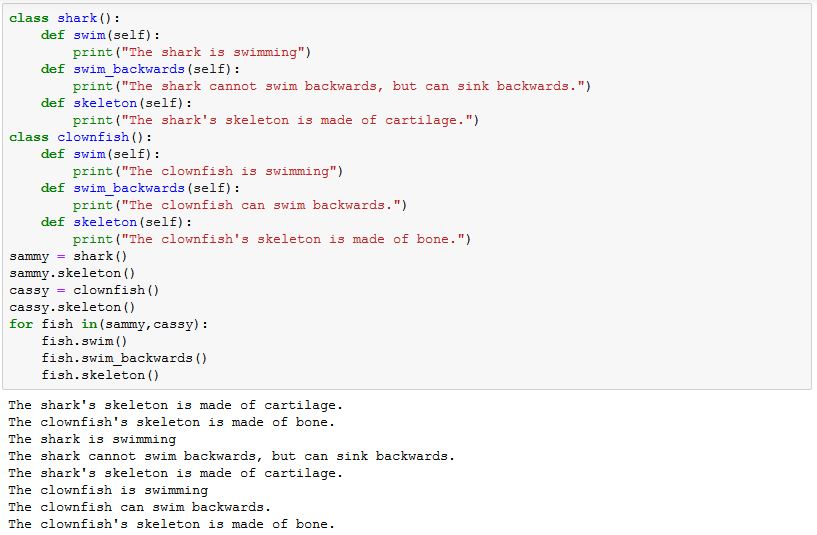 class shark():
    def swim(self):
        print("The shark is swimming")
    def swim_backwards(self):
        print("The shark cannot swim backwards, but can sink backwards.")
    def skeleton(self):
        print("The shark's skeleton is made of cartilage.")
class clownfish():
    def swim(self):
        print("The clownfish is swimming")
    def swim_backwards(self):
        print("The clownfish can swim backwards.")
    def skeleton(self):
        print("The clownfish's skeleton is made of bone.")
sammy = shark()
sammy.skeleton()
cassy = clownfish()
cassy.skeleton()
for fish in(sammy,cassy):
    fish.swim()
    fish.swim_backwards()
    fish.skeleton()
The shark's skeleton is made of cartilage.
The clownfish's skeleton is made of bone.
The shark is swimming
The shark cannot swim backwards, but can sink backwards.
The shark's skeleton is made of cartilage.
The clownfish is swimming
The clownfish can swim backwards.
The clownfish's skeleton is made of bone.